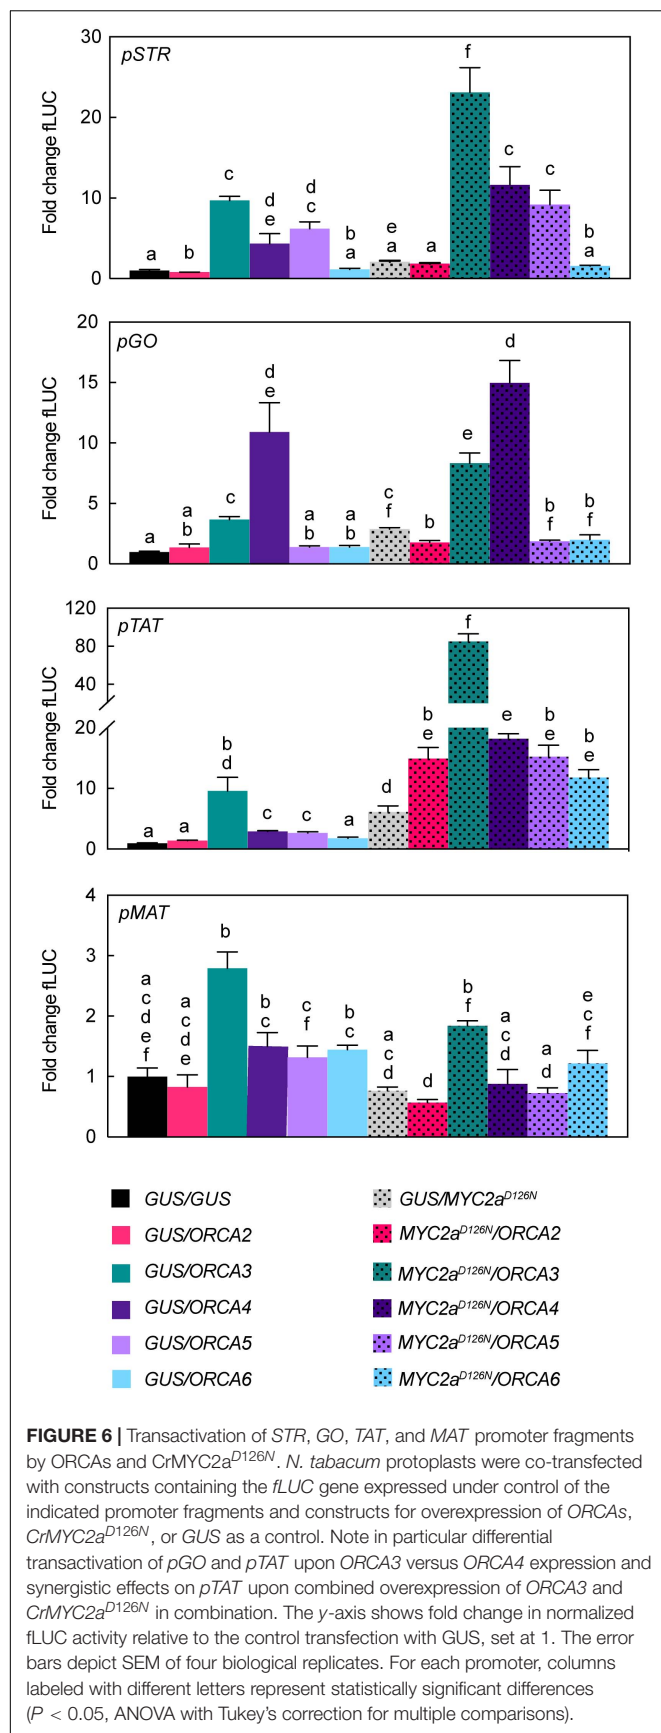 pSTR
Fold change fLUC
30
20
10
0
a
b
c
d
e
d
c
b
a
e
a
a
f
c
c
b
a
pGO
Fold change fLUC
20
15
10
5
0
a
a
b
c
d
e
a
b
a
b
c
f
b
e
d
b
f
b
f
pTAT
Fold change fLUC
120
80
40
20
10
0
a
a
b
d
c
c
a
d
b
e
f
e
b
e
b
e
pMAT
Fold change fLUC
4
3
2
1
0
a
c
d
e
f
a
c
d
e
b
b
c
c
f
b
c
a
c
d
d
b
f
a
c
d
a
d
e
c
f
GUS/GUS
GUS/ORCA2
GUS/ORCA3
GUS/ORCA4
GUS/ORCA5
GUS/ORCA6
GUS/MYC2a^D126N
MYC2a^D126N/ORCA2
MYC2a^D126N/ORCA3
MYC2a^D126N/ORCA4
MYC2a^D126N/ORCA5
MYC2a^D126N/ORCA6
FIGURE 6 | Transactivation of STR, GO, TAT, and MAT promoter fragments
by ORCAs and CrMYC2a^D126N. N. tabacum protoplasts were co-transfected
with constructs containing the fLUC gene expressed under control of the
indicated promoter fragments and constructs for overexpression of ORCAs,
CrMYC2a^D126N, or GUS as a control. Note in particular differential
transactivation of pGO and pTAT upon ORCA3 versus ORCA4 expression and
synergistic effects on pTAT upon combined overexpression of ORCA3 and
CrMYC2a^D126N in combination. The y-axis shows fold change in normalized
fLUC activity relative to the control transfection with GUS, set at 1. The error
bars depict SEM of four biological replicates. For each promoter, columns
labeled with different letters represent statistically significant differences
(P < 0.05, ANOVA with Tukey's correction for multiple comparisons).